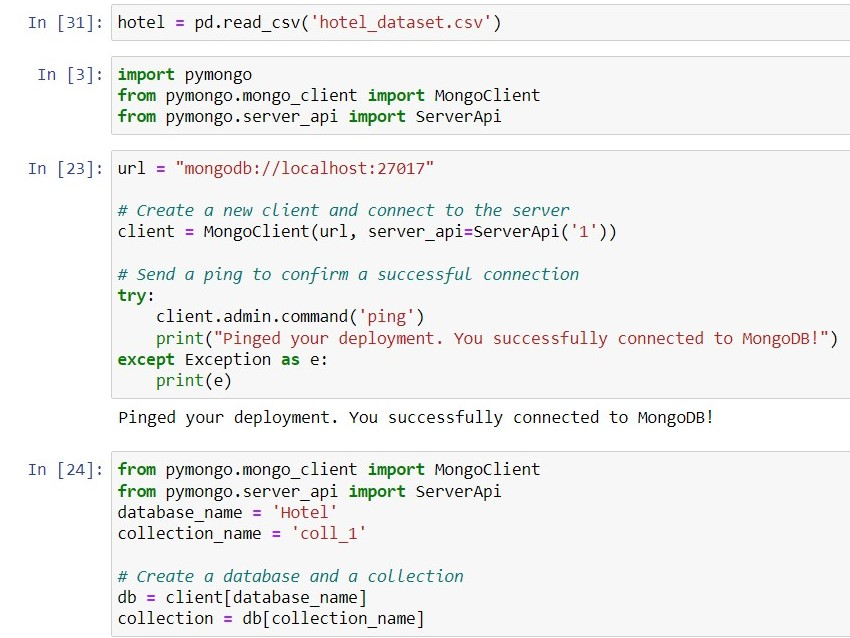 In [31]: hotel = pd.read_csv('hotel_dataset.csv')
In [3]: import pymongo
from pymongo.mongo_client import MongoClient
from pymongo.server_api import ServerApi
In [23]: url = "mongodb://localhost:27017"
# Create a new client and connect to the server
client = MongoClient(url, server_api=ServerApi('1'))
# Send a ping to confirm a successful connection
try:
    client.admin.command('ping')
    print("Pinged your deployment. You successfully connected to MongoDB!")
except Exception as e:
    print(e)
Pinged your deployment. You successfully connected to MongoDB!
In [24]: from pymongo.mongo_client import MongoClient
from pymongo.server_api import ServerApi
database_name = 'Hotel'
collection_name = 'coll_1'
# Create a database and a collection
db = client[database_name]
collection = db[collection_name]